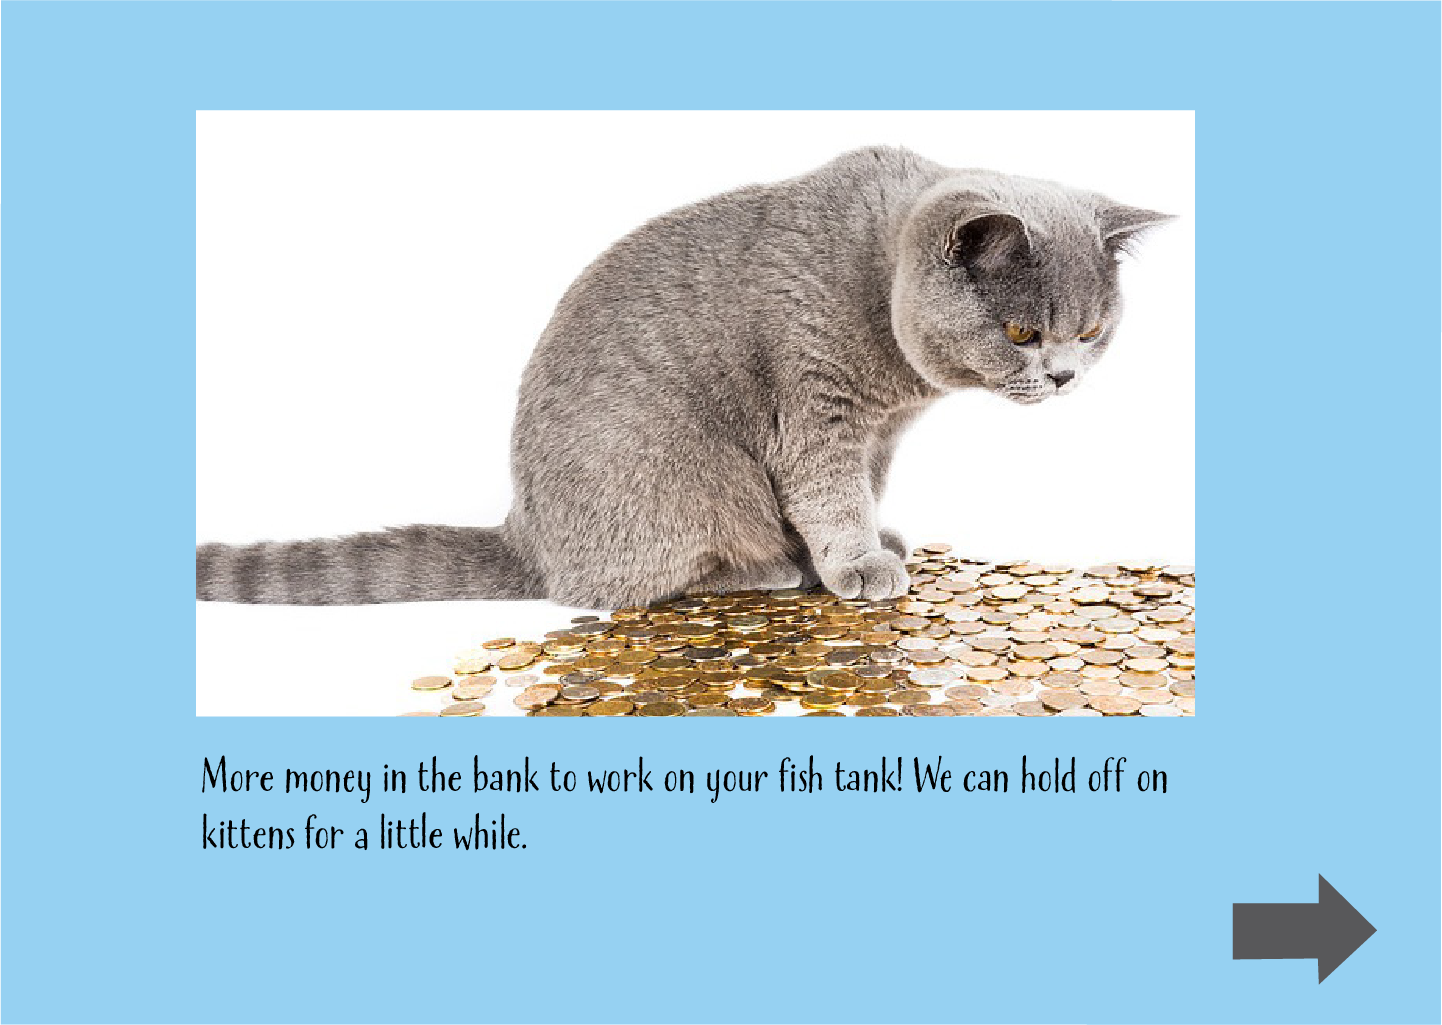 More money in the bank to work on your fish tank! We can hold off on
kittens for a little while.